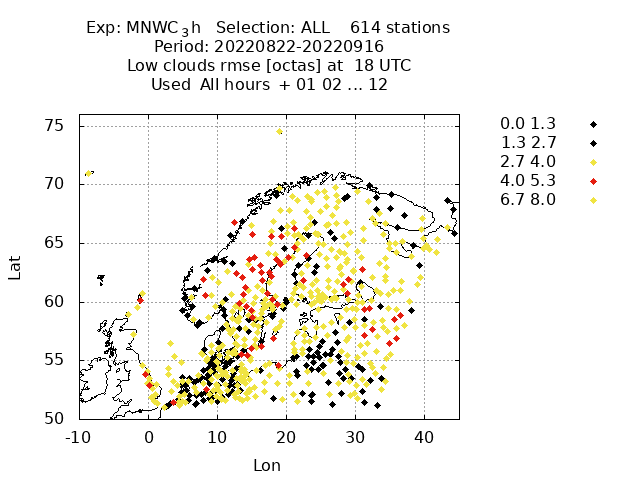 Exp: MNWC_3h   Selection: ALL    614 stations
Period: 20220822-20220916
Low clouds rmse [octas] at  18 UTC
Used  All hours  + 01 02 ... 12
0.0 1.3
1.3 2.7
2.7 4.0
4.0 5.3
6.7 8.0
75
70
65
60
55
50
Lat
-10 0 10 20 30 40
Lon